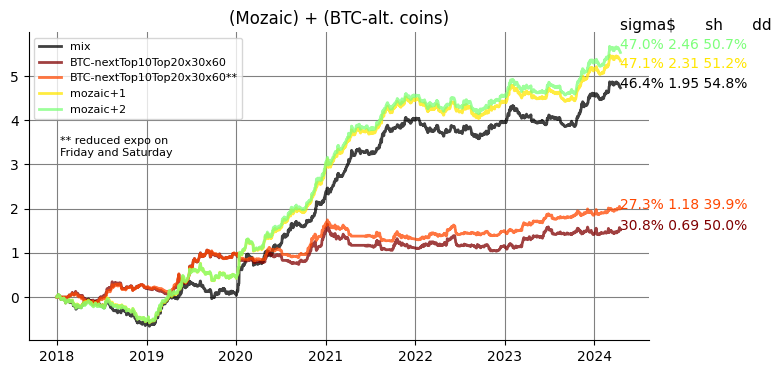 (Mozaic) + (BTC-alt. coins)
sigma$ sh dd
mix
BTC-nextTop10Top20x30x60
BTC-nextTop10Top20x30x60**
mozaic+1
mozaic+2
** reduced expo on
Friday and Saturday
47.0% 2.46 50.7%
47.1% 2.31 51.2%
46.4% 1.95 54.8%
27.3% 1.18 39.9%
30.8% 0.69 50.0%
5
4
3
2
1
0
2018 2019 2020 2021 2022 2023 2024